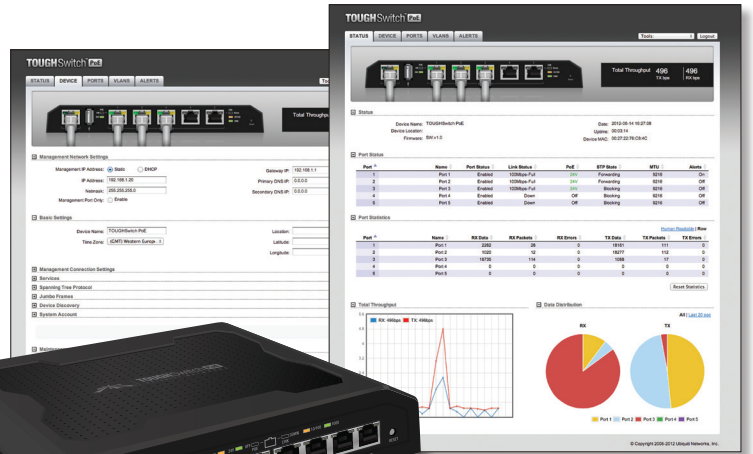 TOUGHSwitch PoE
STATUS DEVICE PORTS VLANS ALERTS
Total Throughpu
Management Network Settings
Management IP Address: Static DHCP
Gateway IP: 192.168.1.1
IP Address: 192.168.1.20
Primary DNS IP: 0.0.0.0
Netmask: 255.255.255.0
Secondary DNS IP: 0.0.0.0
Management Port Only: Enable
Basic Settings
Device Name: TOUGHSwitch PoE
Location:
Time Zone: (GMT) Western Europe
Latitude:
Longitude:
Management Connection Settings
Services
Spanning Tree Protocol
Jumbo Frames
Device Discovery
System Account
Maintenance
TOUGHSwitch PoE
STATUS DEVICE PORTS VLANS ALERTS
Tools: Logout
Total Throughput 496 496
TX bps RX bps
Status
Device Name: TOUGHSwitch PoE
Date: 2012-05-14 16:27:08
Device Location:
Uptime: 00:03:14
Firmware: SW.v1.0
Device MAC: 00:27:22:76:C8:4C
Port Status
Port Name Port Status Link Status PoE STP State MTU Alerts
1 Port 1 Enabled 100Mbps-Full 24V Forwarding 9216 On
2 Port 2 Enabled 100Mbps-Full 24V Forwarding 9216 Off
3 Port 3 Enabled 100Mbps-Full 24V Blocking 9216 Off
4 Port 4 Enabled Down Off Blocking 9216 Off
5 Port 5 Enabled Down Off Blocking 9216 Off
Port Statistics
Human Readable | Raw
Port Name RX Data RX Packets RX Errors TX Data TX Packets TX Errors
1 Port 1 2282 28 0 18161 111 0
2 Port 2 1020 12 0 18277 112 0
3 Port 3 16735 114 0 1098 17 0
4 Port 4 0 0 0 0 0 0
5 Port 5 0 0 0 0 0 0
Reset Statistics
Total Throughput
RX: 496bps TX: 496bps
Data Distribution
All | Last 20 sec
RX TX
Port 1 Port 2 Port 3 Port 4 Port 5
© Copyright 2006-2012 Ubiquiti Networks, Inc.
TOUGHSwitch PoE
RESET